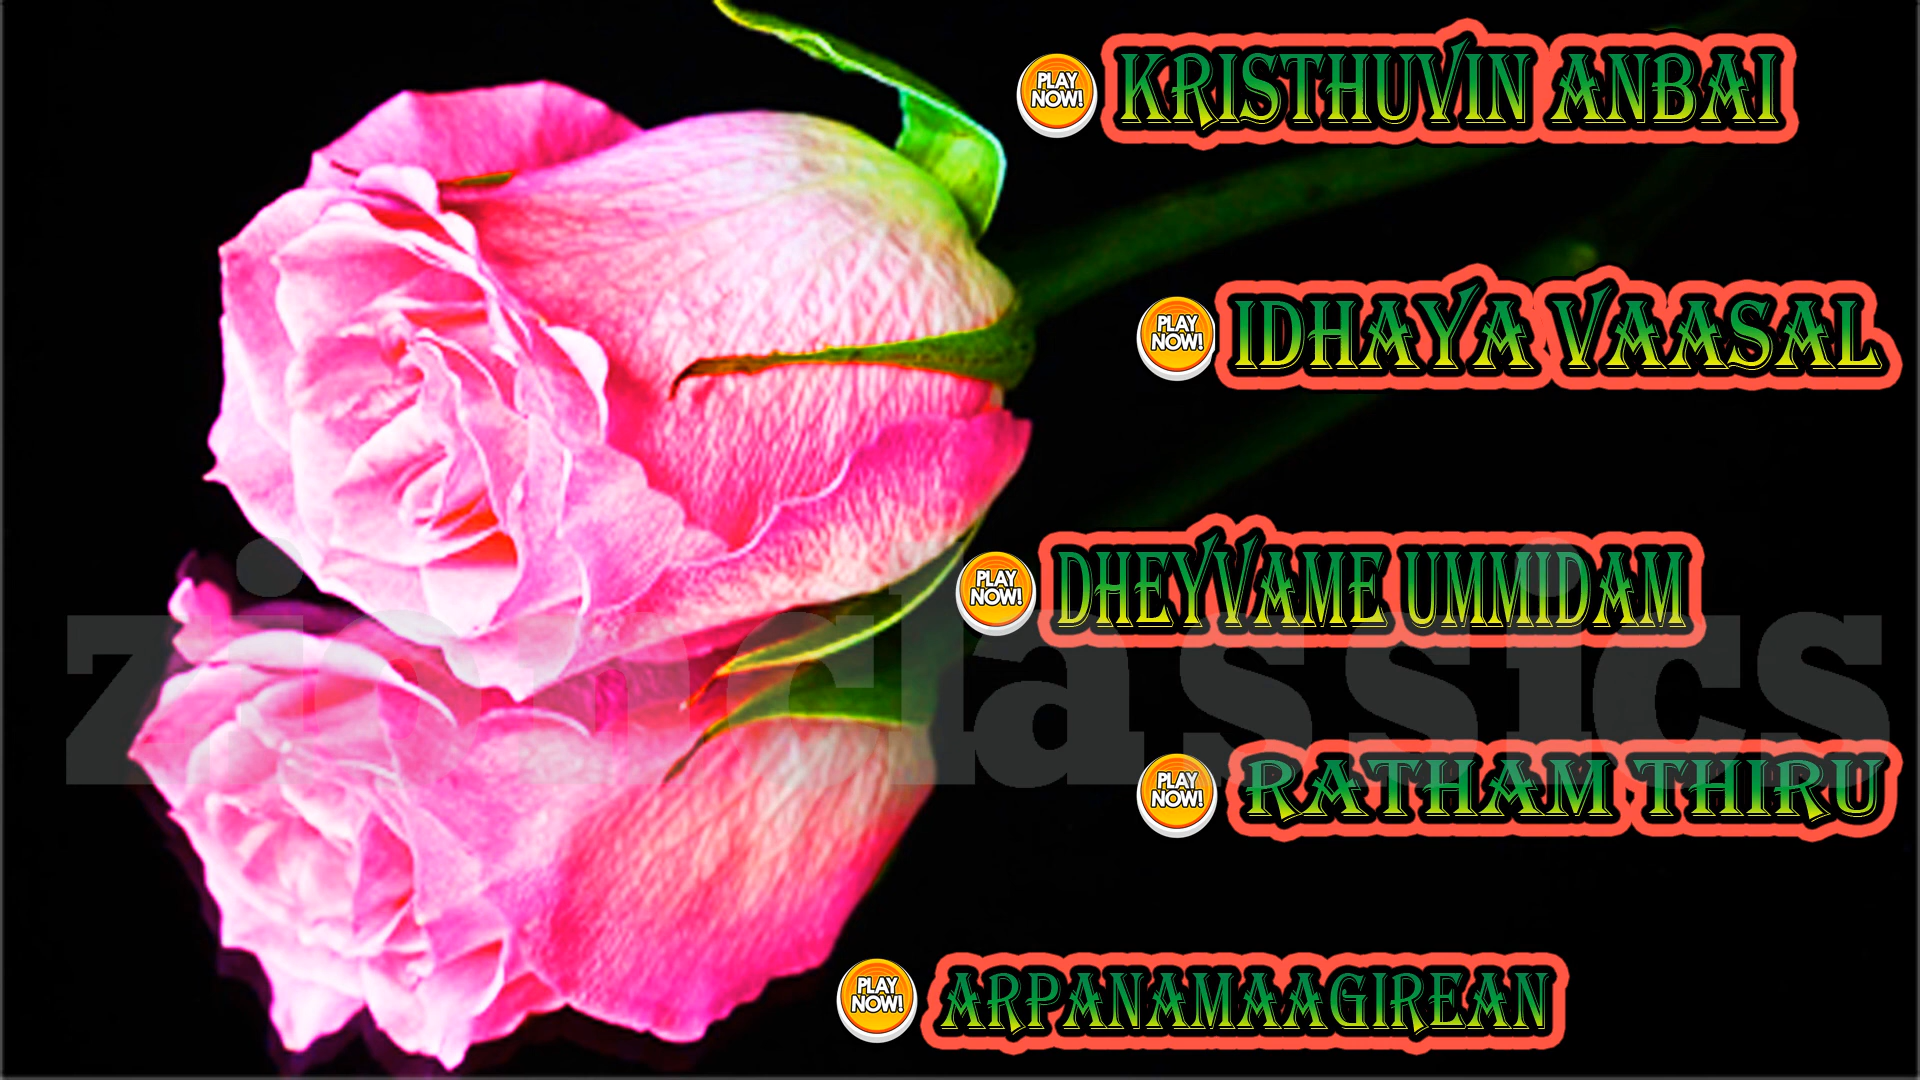 PLAY NOW! KRISTHUVIN ANBAI
PLAY NOW! IDHAYA VAASAL
PLAY NOW! DHEYVAME UMMIDAM
zionclassics
PLAY NOW! RATHAM THIRU
PLAY NOW! ARPANAMAAGIREAN